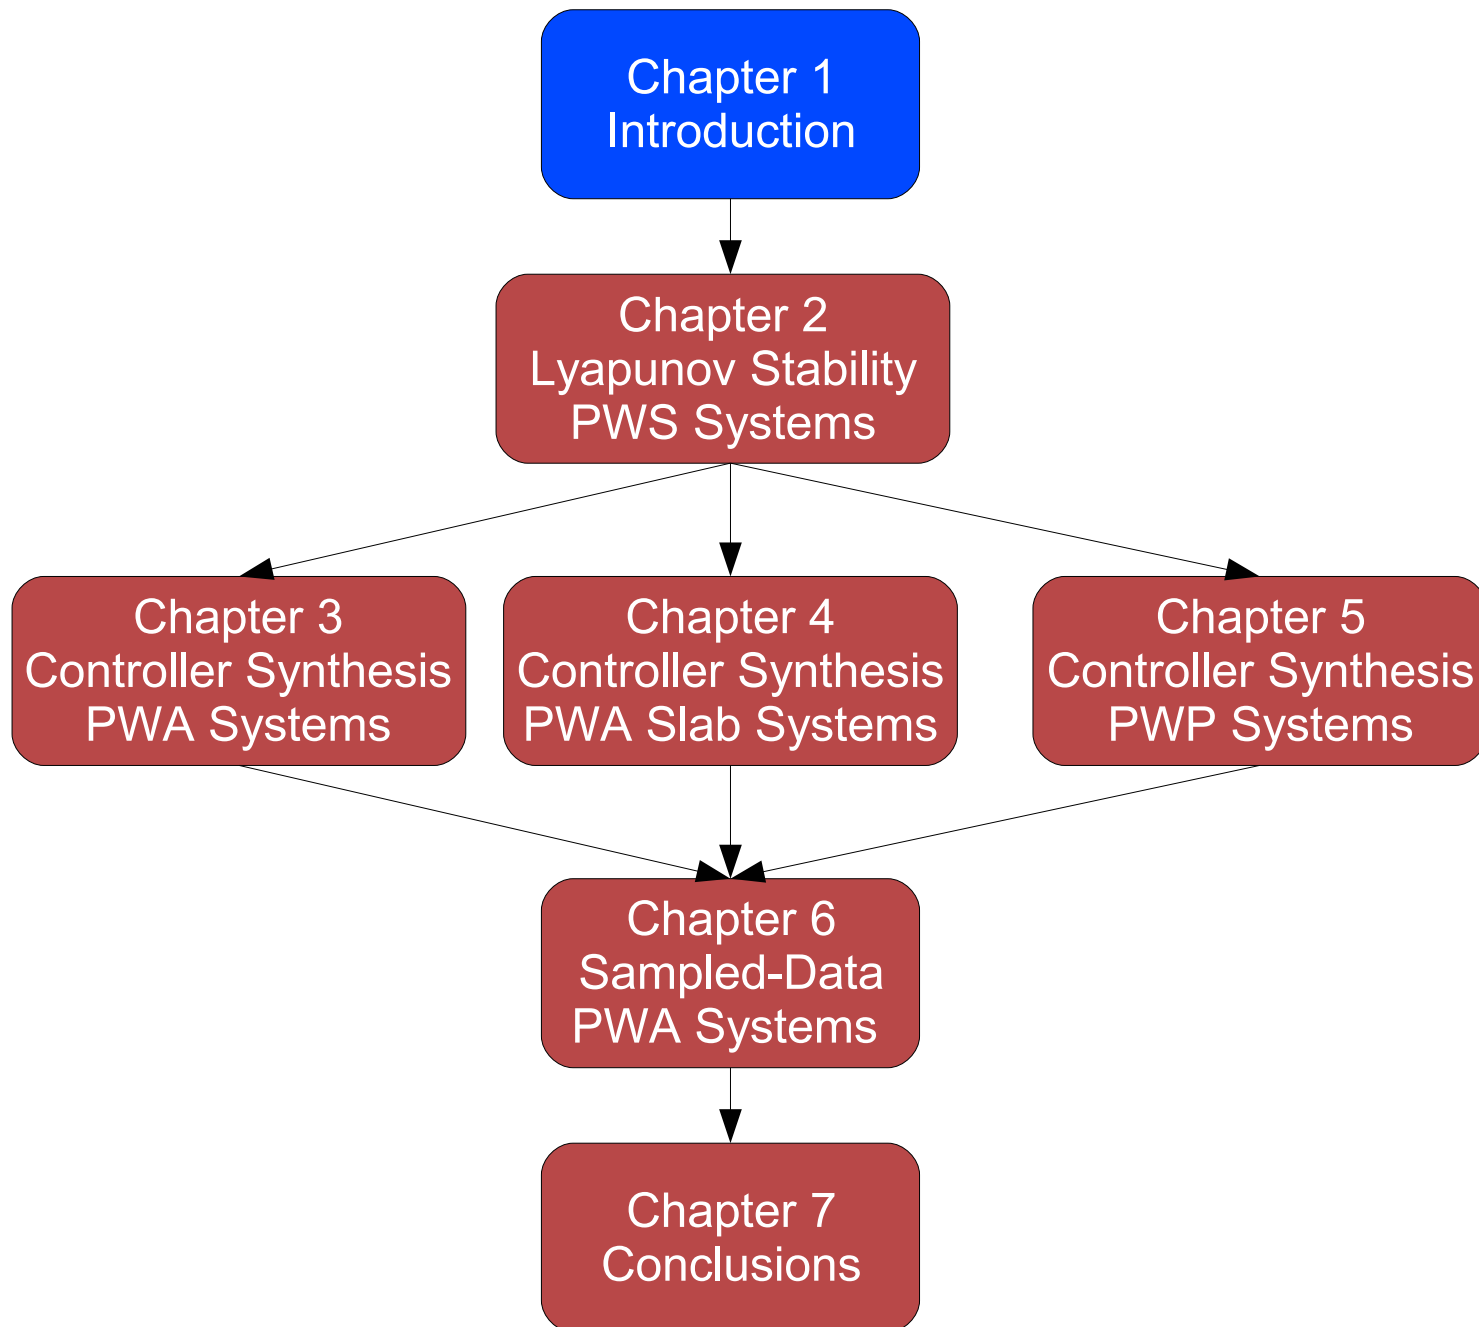 Chapter 1
Introduction
Chapter 2
Lyapunov Stability
PWS Systems
Chapter 3
Controller Synthesis
PWA Systems
Chapter 4
Controller Synthesis
PWA Slab Systems
Chapter 5
Controller Synthesis
PWP Systems
Chapter 6
Sampled-Data
PWA Systems
Chapter 7
Conclusions